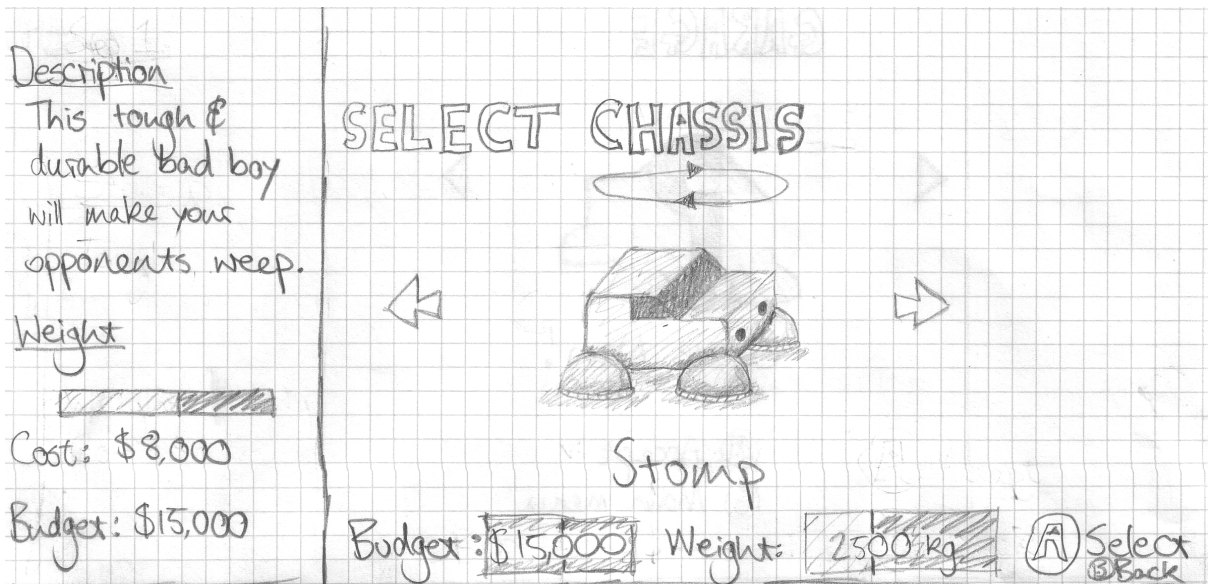 Description
This tough &
durable bad boy
will make your
opponents weep.
Weight
Cost: $8,000
Budget: $15,000
SELECT CHASSIS
Stomp
Budget: $15,000
Weight: 2500 kg
A Select
B Back